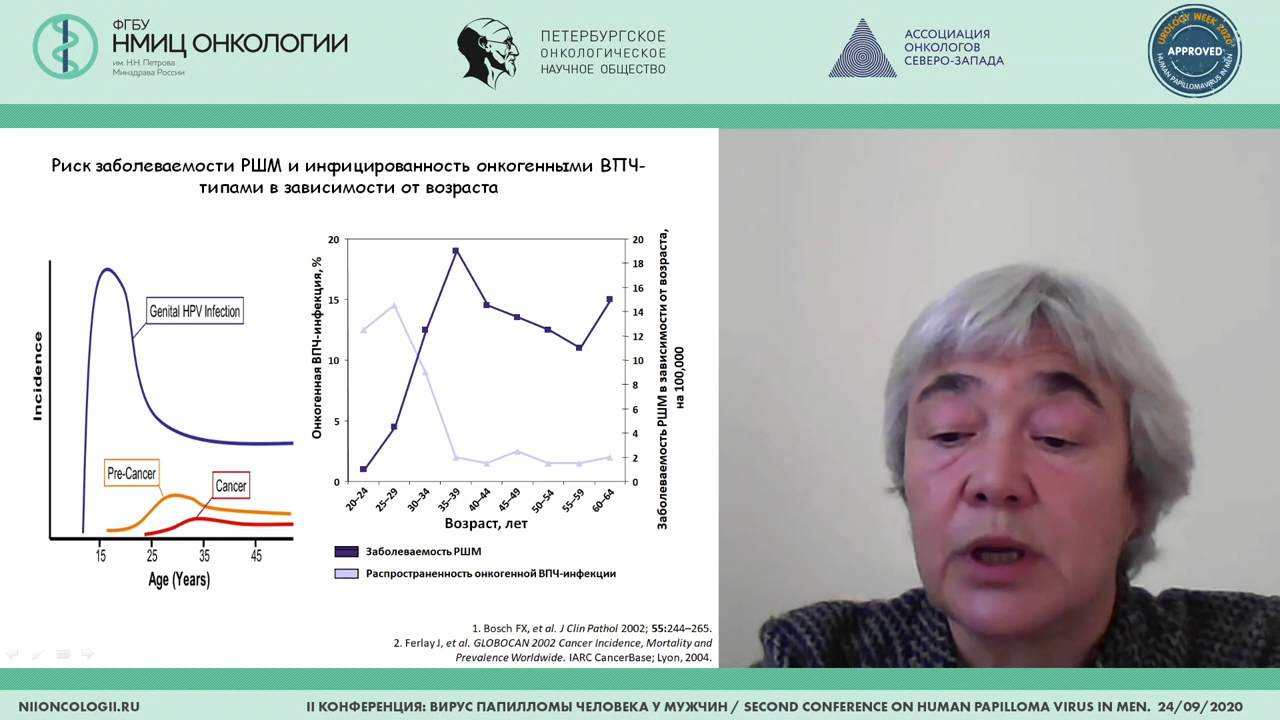 ФГБУ
НМИЦ ОНКОЛОГИИ
им. Н.Н. Петрова
Минздрава России
ПЕТЕРБУРГСКОЕ
ОНКОЛОГИЧЕСКОЕ
НАУЧНОЕ ОБЩЕСТВО
АССОЦИАЦИЯ
ОНКОЛОГОВ
СЕВЕРО-ЗАПАДА
UROLOGY WEEK 2020
APPROVED
HUMAN PAPILLOMAVIRUS IN MEN
Риск заболеваемости РШМ и инфицированность онкогенными ВПЧ-
типами в зависимости от возраста
Incidence
Genital HPV Infection
Pre-Cancer
Cancer
15 25 35 45
Age (Years)
Онкогенная ВПЧ-инфекция, %
20
15
10
5
0
20
18
16
14
12
10
8
6
4
2
0
Заболеваемость РШМ в зависимости от возраста,
на 100,000
20–24 25–29 30–34 35–39 40–44 45–49 50–54 55–59 60–64
Возраст, лет
Заболеваемость РШМ
Распространенность онкогенной ВПЧ-инфекции
1. Bosch FX, et al. J Clin Pathol 2002; 55:244–265.
2. Ferlay J, et al. GLOBOCAN 2002 Cancer Incidence, Mortality and
Prevalence Worldwide. IARC CancerBase; Lyon, 2004.
NIIONCOLOGII.RU
II КОНФЕРЕНЦИЯ: ВИРУС ПАПИЛЛОМЫ ЧЕЛОВЕКА У МУЖЧИН / SECOND CONFERENCE ON HUMAN PAPILLOMA VIRUS IN MEN. 24/09/2020